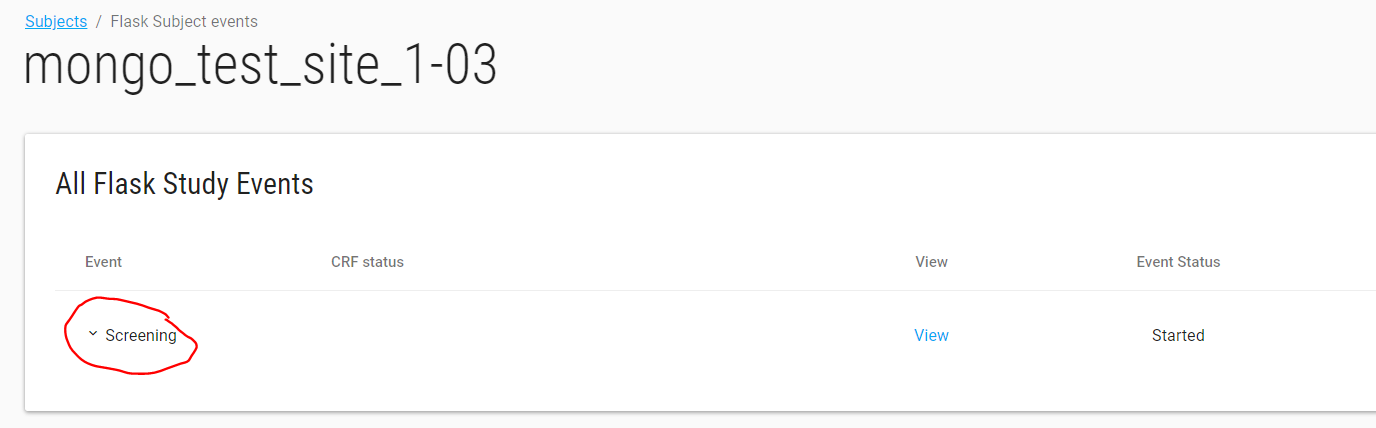 Subjects / Flask Subject events
mongo_test_site_1-03
All Flask Study Events
Event CRF status View Event Status
Screening View Started